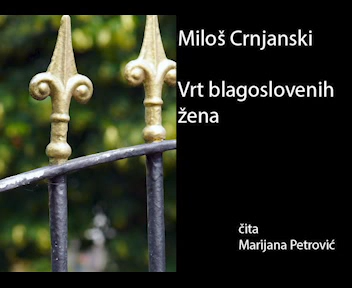 Miloš Crnjanski
Vrt blagoslovenih
žena
čita
Marijana Petrović